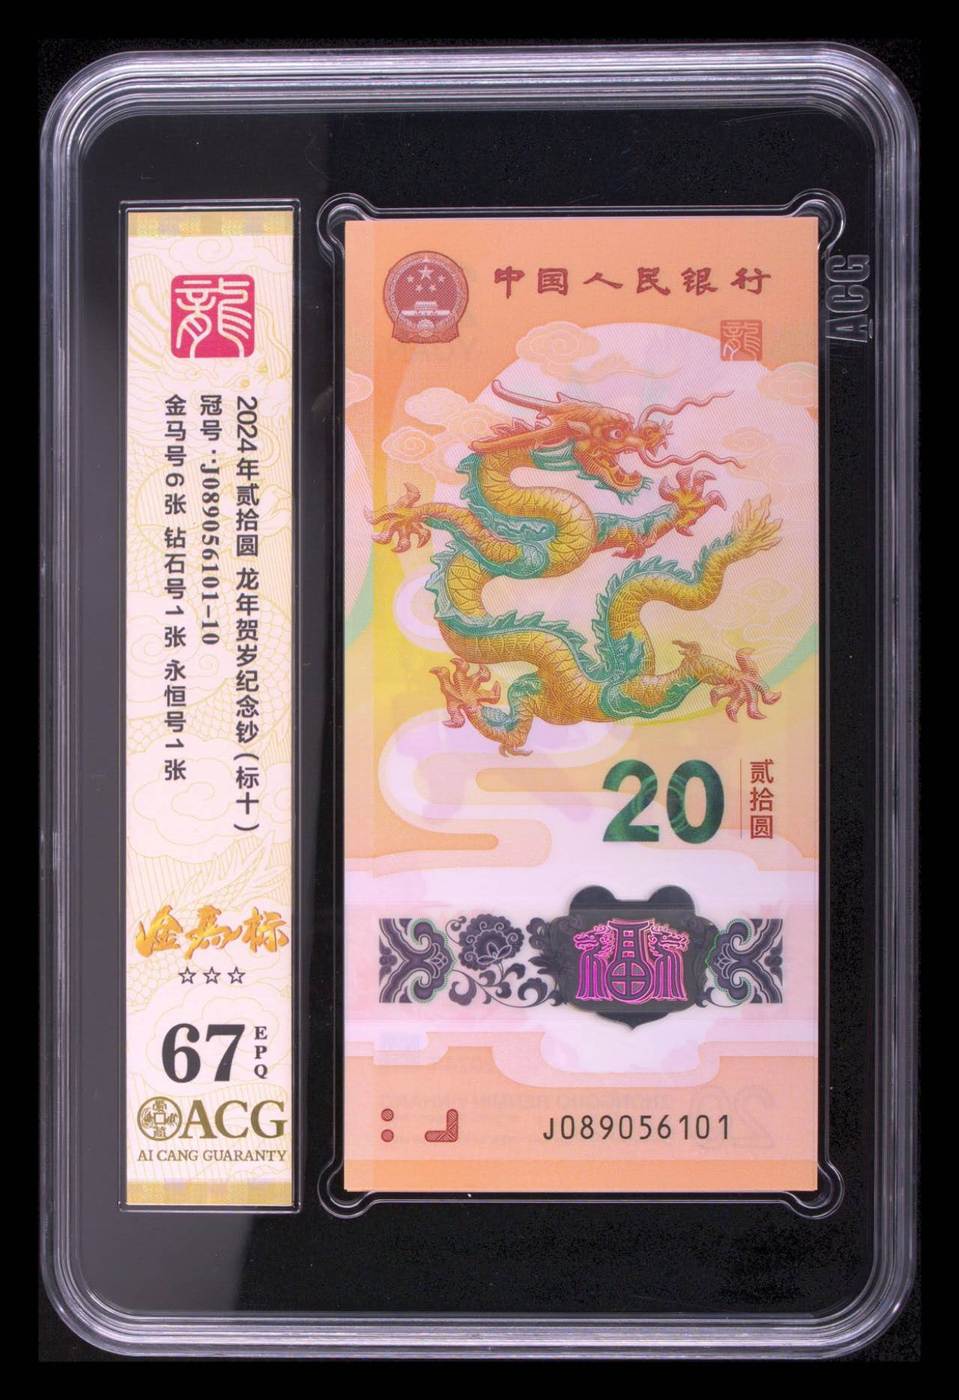 龍
2024年贰拾圆 龙年贺岁纪念钞(标十)
冠号:J089056101-10
金马号6张 钻石号1张 永恒号1张
金马标
☆☆☆
67
EPQ
ACG
AI CANG GUARANTY
中国人民银行
龍
20
贰拾圆
福
J089056101
ACG